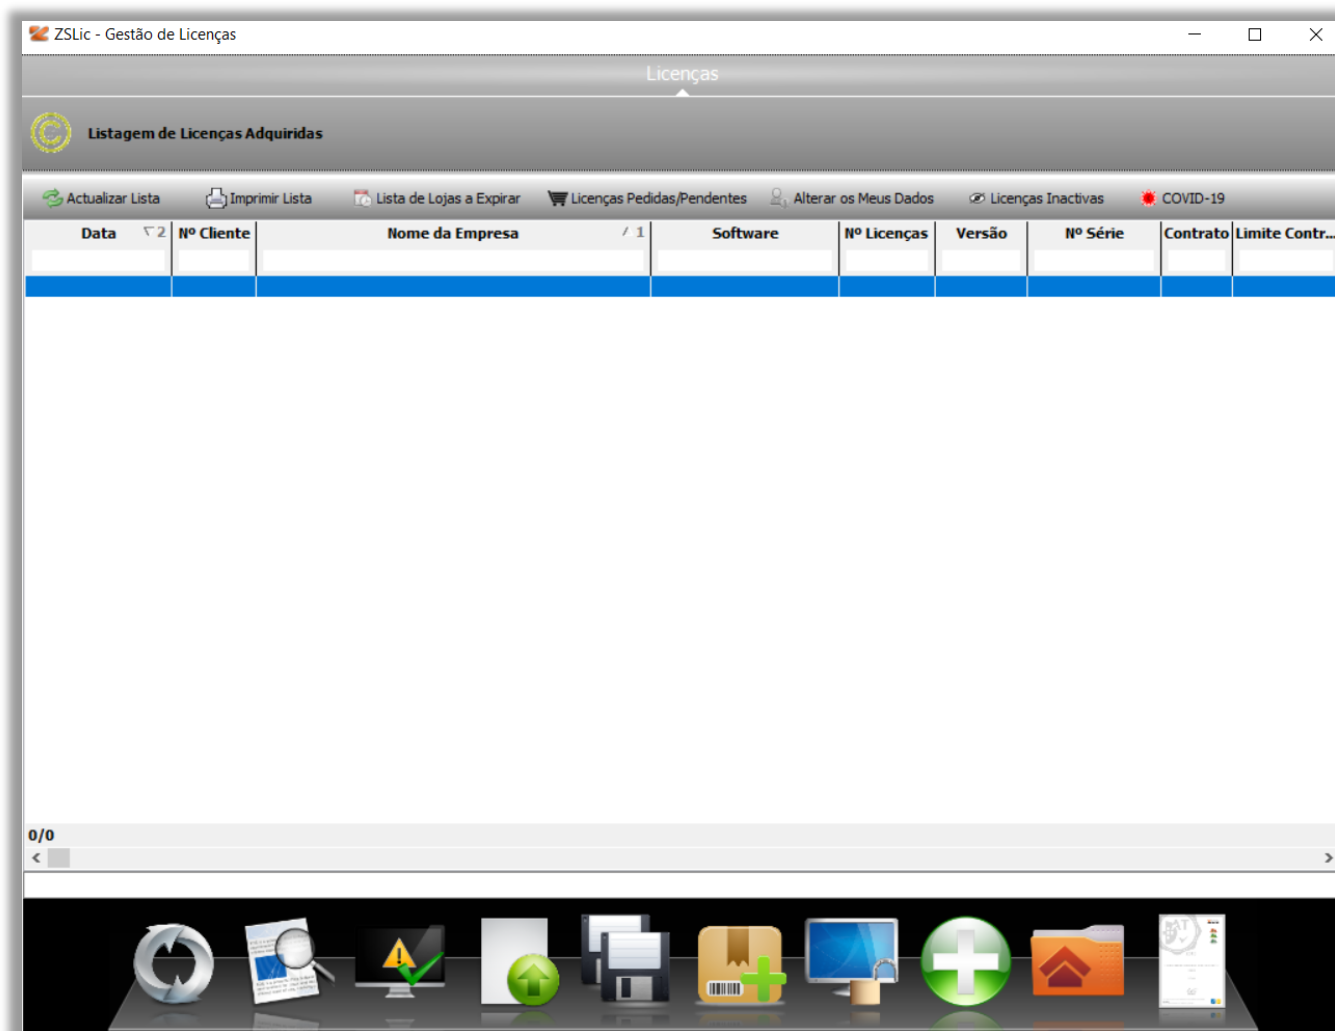 ZSLic - Gestão de Licenças
Licenças
Listagem de Licenças Adquiridas
Actualizar Lista Imprimir Lista Lista de Lojas a Expirar Licenças Pedidas/Pendentes Alterar os Meus Dados Licenças Inactivas COVID-19
Data 2 Nº Cliente Nome da Empresa 1 Software Nº Licenças Versão Nº Série Contrato Limite Contr...
0/0